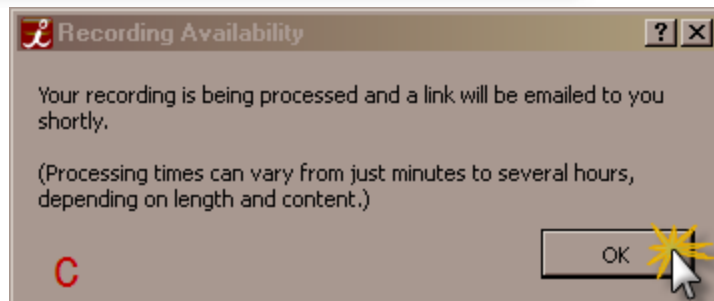 Recording Availability
Your recording is being processed and a link will be emailed to you
shortly.
(Processing times can vary from just minutes to several hours,
depending on length and content.)
OK
C